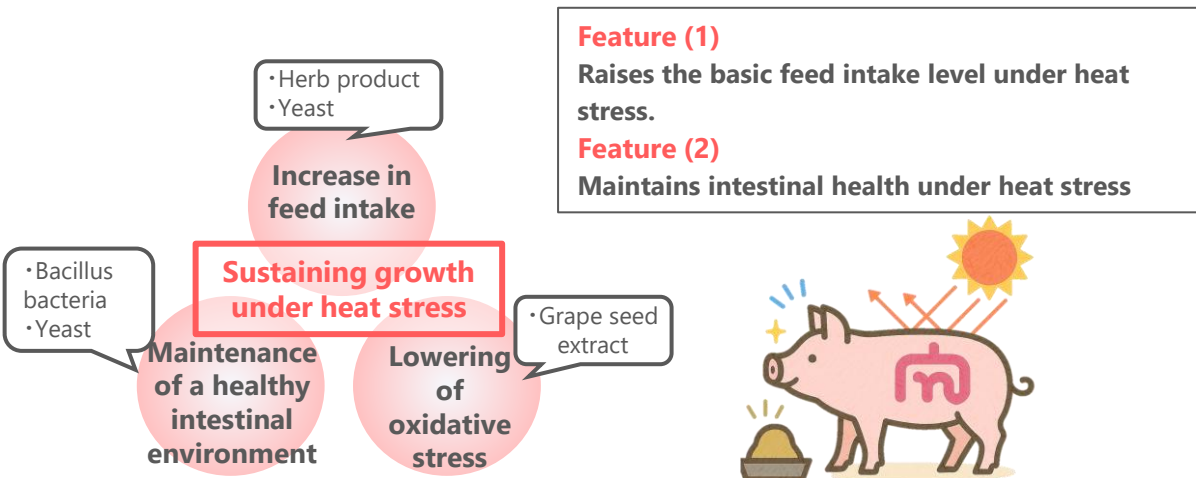 ・Herb product
・Yeast
Increase in
feed intake
Sustaining growth
under heat stress
・Bacillus
bacteria
・Yeast
Maintenance
of a healthy
intestinal
environment
・Grape seed
extract
Lowering
of
oxidative
stress
Feature (1)
Raises the basic feed intake level under heat
stress.
Feature (2)
Maintains intestinal health under heat stress